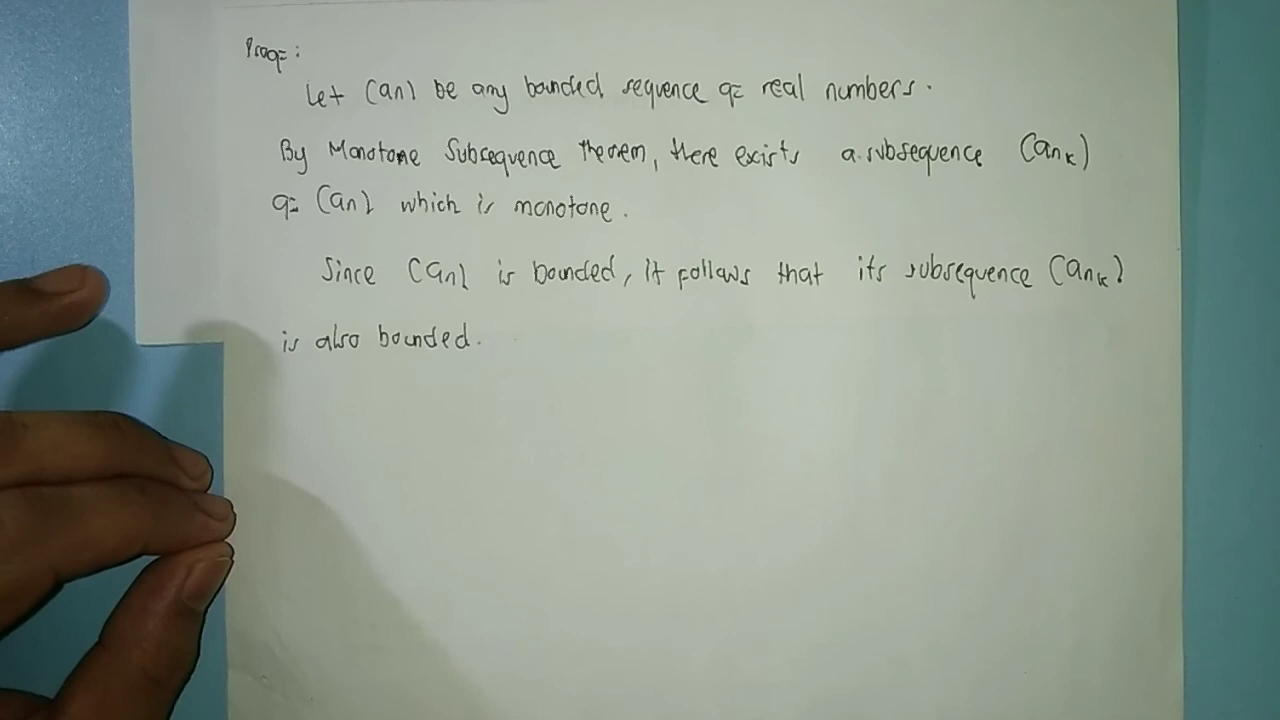 Proof:
Let (an) be any bounded sequence of real numbers.
By Monotone Subsequence theorem, there exists a subsequence (ank)
of (an) which is monotone.
Since (an) is bounded, it follows that its subsequence (ank)
is also bounded.